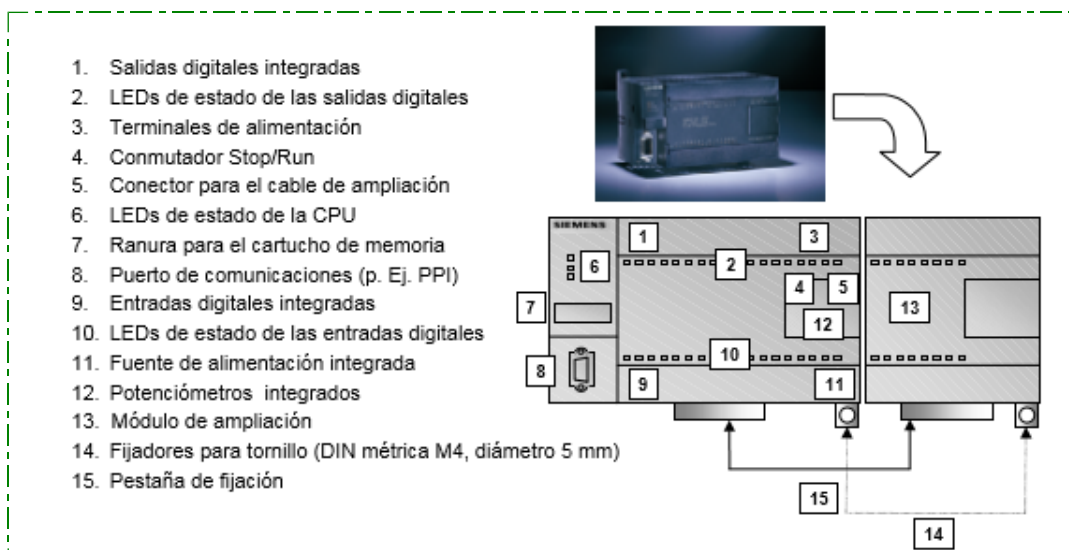 1. Salidas digitales integradas
2. LEDs de estado de las salidas digitales
3. Terminales de alimentación
4. Conmutador Stop/Run
5. Conector para el cable de ampliación
6. LEDs de estado de la CPU
7. Ranura para el cartucho de memoria
8. Puerto de comunicaciones (p. Ej. PPI)
9. Entradas digitales integradas
10. LEDs de estado de las entradas digitales
11. Fuente de alimentación integrada
12. Potenciómetros integrados
13. Módulo de ampliación
14. Fijadores para tornillo (DIN métrica M4, diámetro 5 mm)
15. Pestaña de fijación
SIEMENS
1
3
2
6
4
5
7
12
13
10
8
9
11
15
14